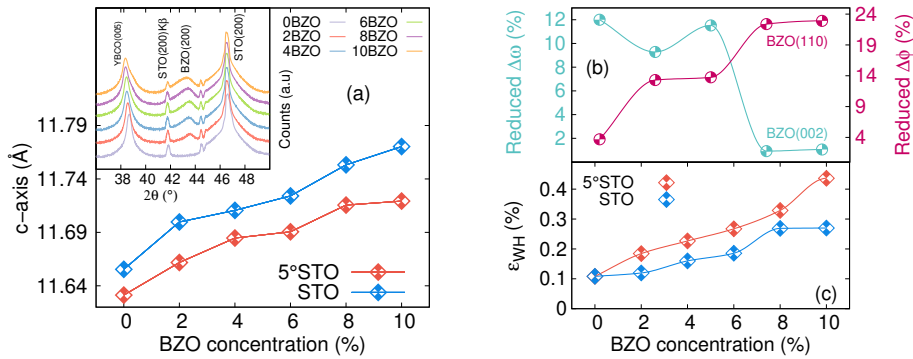 YBCO(005)
STO(200)Kβ
BZO(200)
STO(200)
0BZO
2BZO
4BZO
6BZO
8BZO
10BZO
Counts (a.u)
38 40 42 44 46 48
2θ (°)
(a)
11.79
11.74
11.69
11.64
c-axis (Å)
5°STO
STO
0 2 4 6 8 10
BZO concentration (%)
12
10
8
6
4
2
Reduced Δω (%)
(b)
BZO(110)
BZO(002)
24
19
14
9
4
Reduced Δϕ (%)
0.5
0.4
0.3
0.2
0.1
0
εWH (%)
5°STO
STO
(c)
0 2 4 6 8 10
BZO concentration (%)